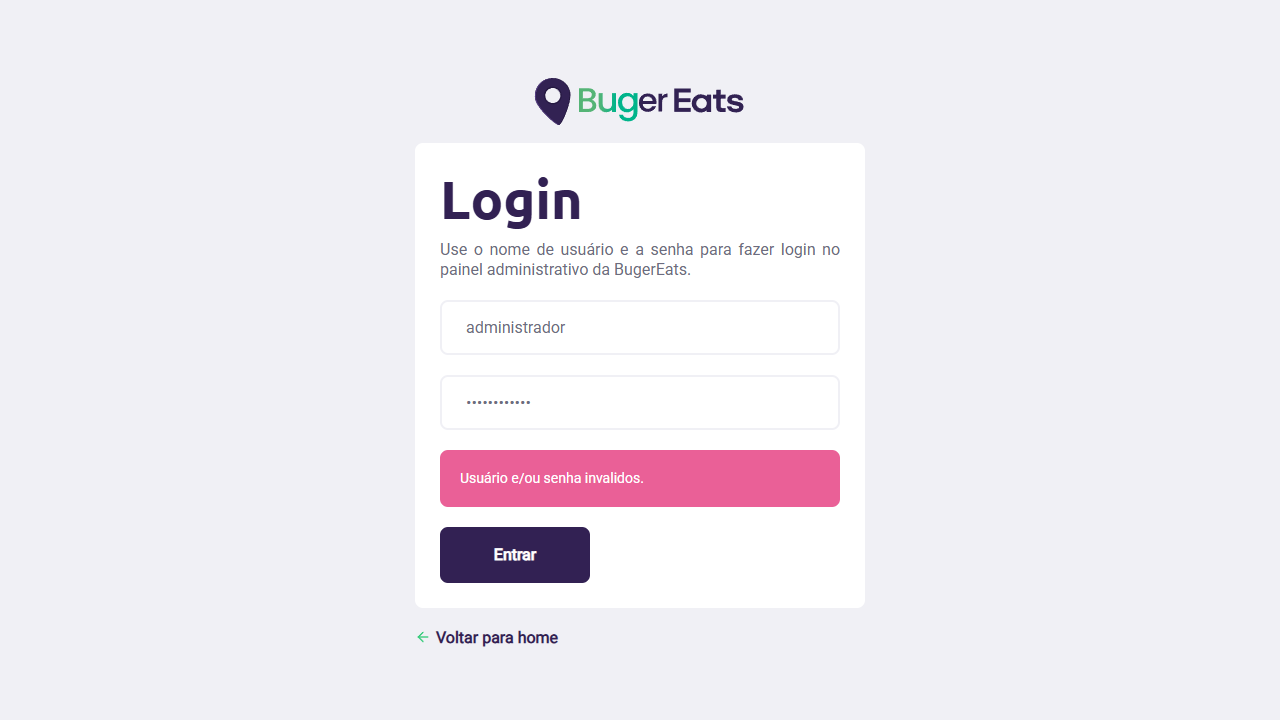 Buger Eats
Login
Use o nome de usuário e a senha para fazer login no
painel administrativo da BugerEats.
administrador
••••••••••••
Usuário e/ou senha invalidos.
Entrar
← Voltar para home